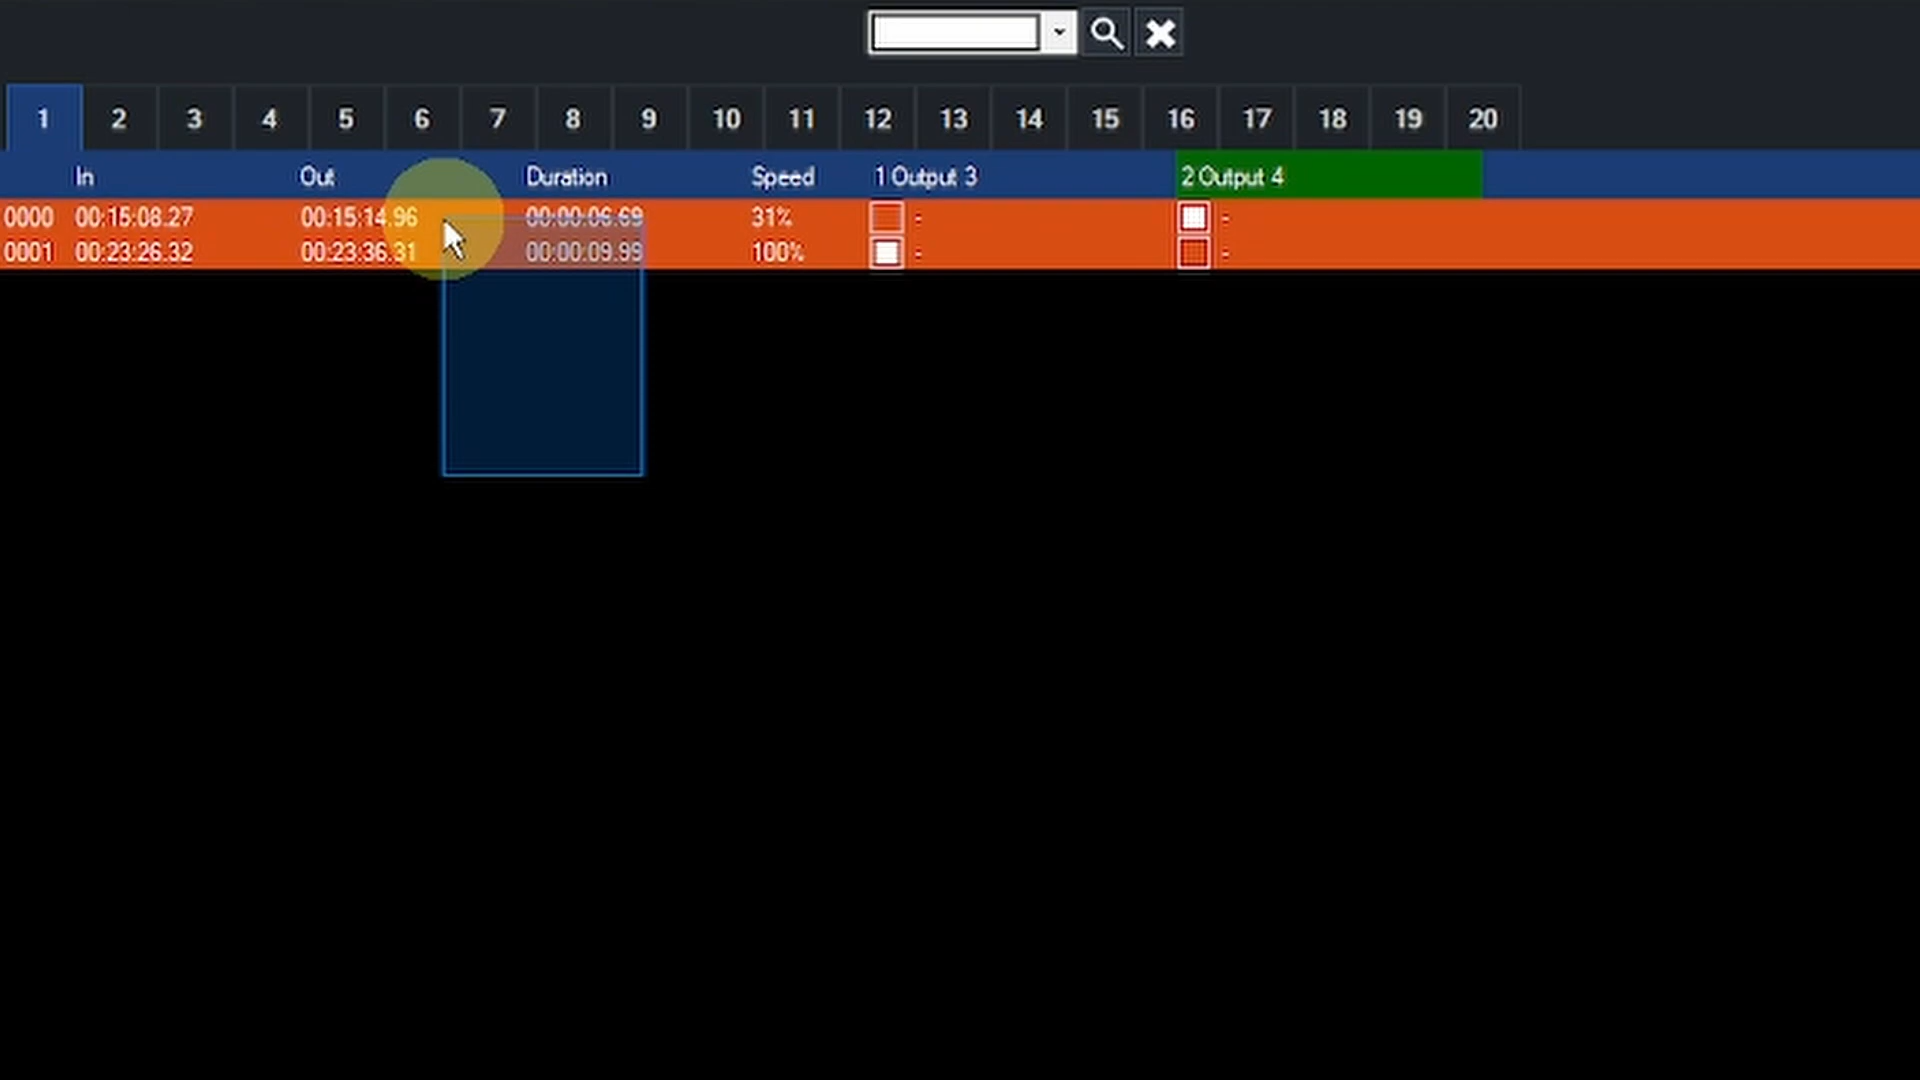 1 2 3 4 5 6 7 8 9 10 11 12 13 14 15 16 17 18 19 20
In Out Duration Speed 1 Output 3 2 Output 4
0000 00:15:08.27 00:15:14.96 00:00:06.69 31% - -
0001 00:23:26.32 00:23:36.31 00:00:09.99 100% - -